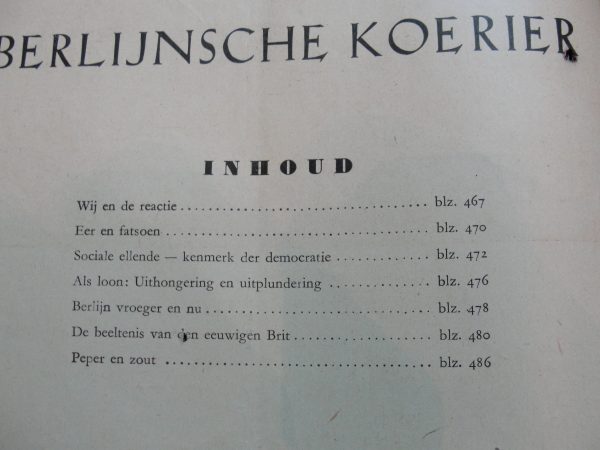 BERLIJNSCHE KOERIER
INHOUD
Wij en de reactie........................................ blz. 467
Eer en fatsoen .......................................... blz. 470
Sociale ellende — kenmerk der democratie .............. blz. 472
Als loon: Uithongering en uitplundering ............... blz. 476
Berlijn vroeger en nu.................................... blz. 478
De beeltenis van den eeuwigen Brit..................... blz. 480
Peper en zout .......................................... blz. 486